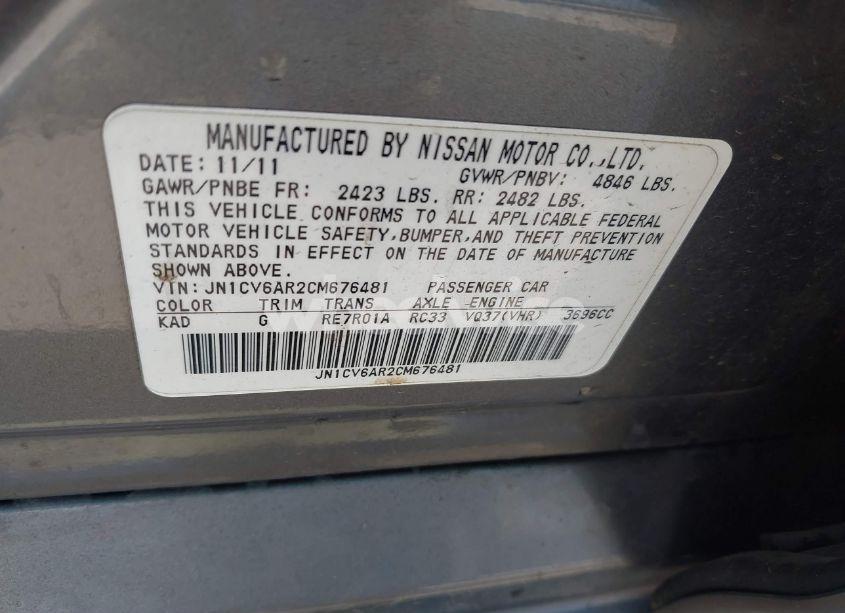 MANUFACTURED BY NISSAN MOTOR CO.,LTD.
DATE: 11/11 GVWR/PNBV: 4846 LBS.
GAWR/PNBE FR: 2423 LBS. RR: 2482 LBS.
THIS VEHICLE CONFORMS TO ALL APPLICABLE FEDERAL
MOTOR VEHICLE SAFETY,BUMPER,AND THEFT PREVENTION
STANDARDS IN EFFECT ON THE DATE OF MANUFACTURE
SHOWN ABOVE.
VIN: JN1CV6AR2CM676481 PASSENGER CAR
COLOR TRIM TRANS AXLE ENGINE
KAD G RE7R01A RC33 VQ37(VHR) 3696CC
JN1CV6AR2CM676481